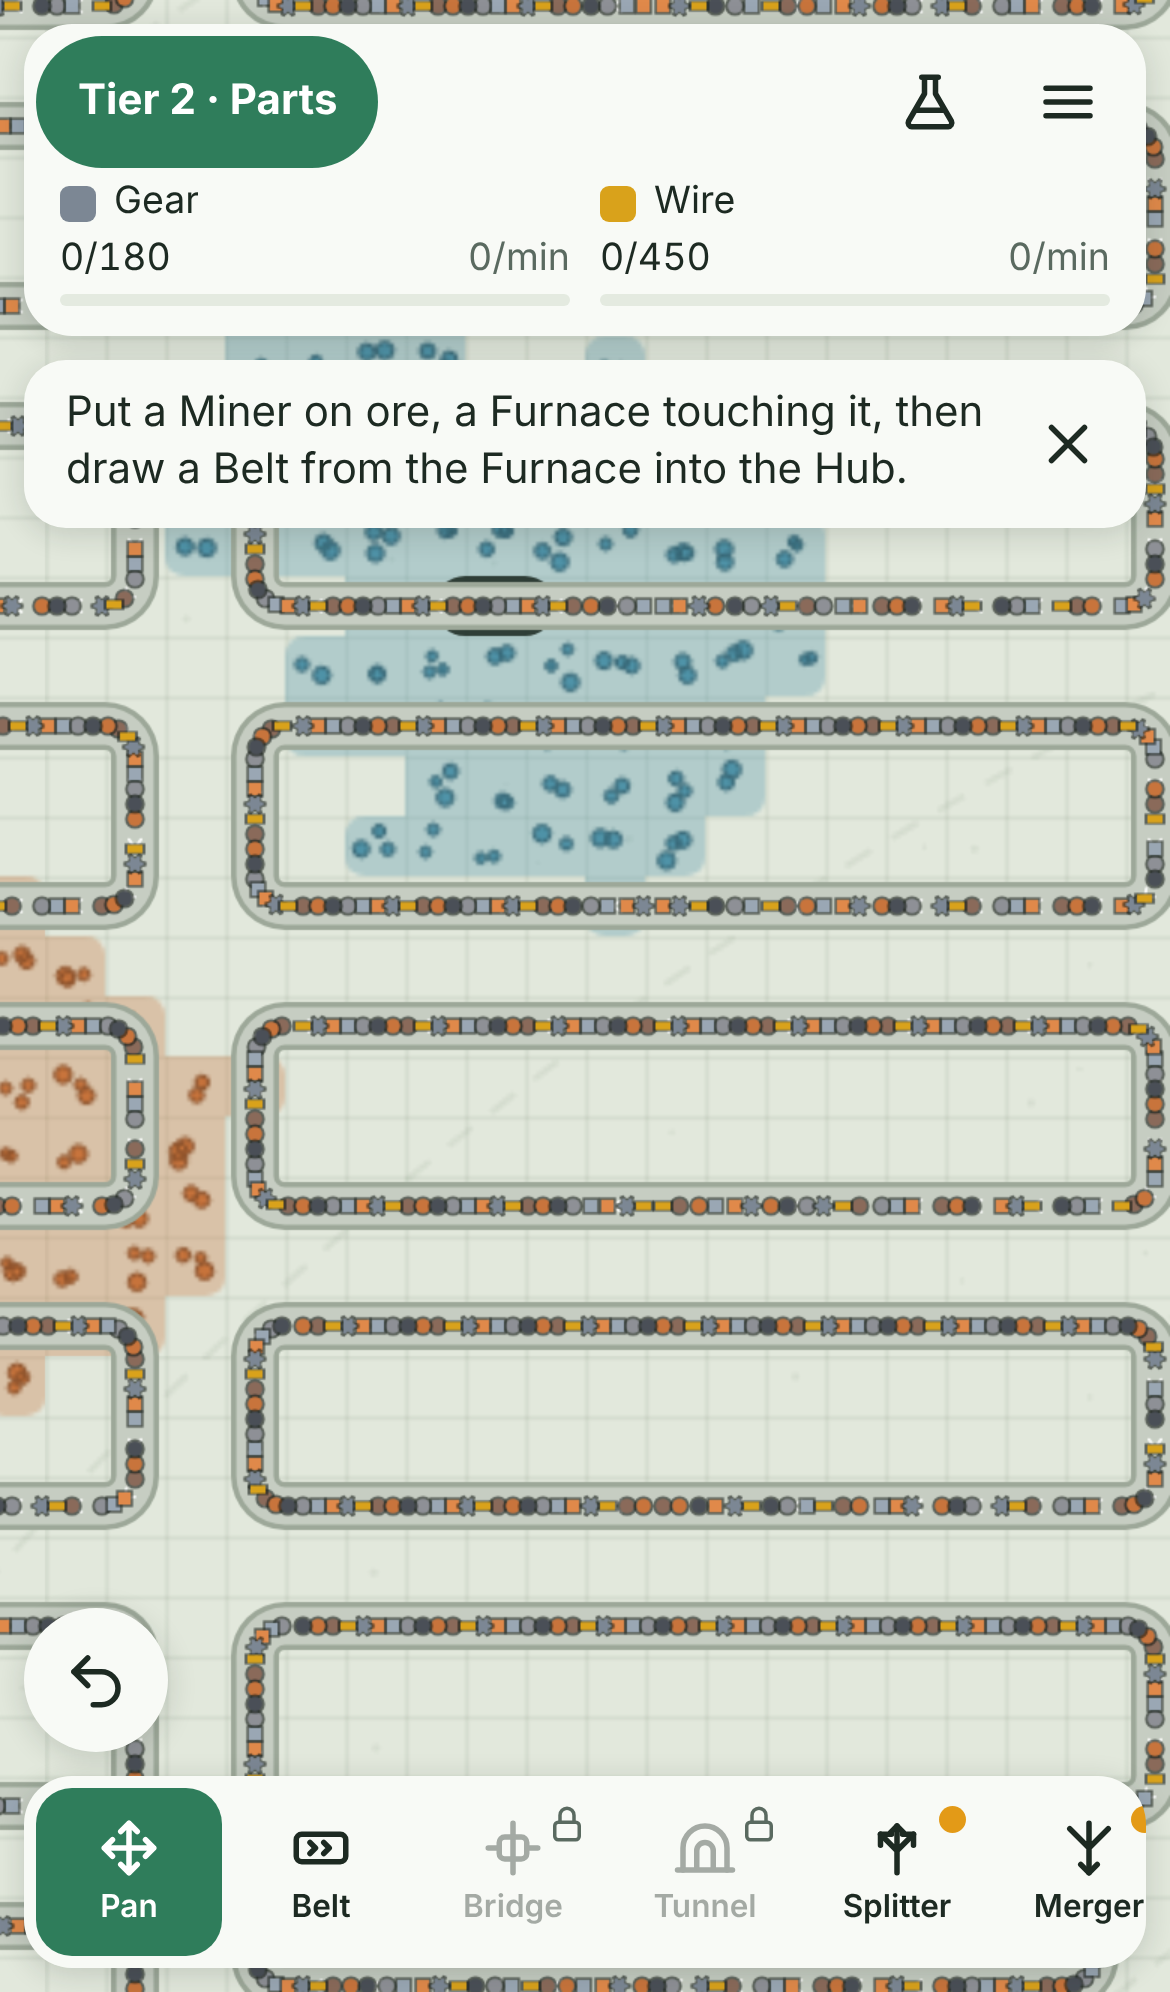 Tier 2 · Parts
Gear
0/180 0/min
Wire
0/450 0/min
Put a Miner on ore, a Furnace touching it, then
draw a Belt from the Furnace into the Hub.
Pan
Belt
Bridge
Tunnel
Splitter
Merger